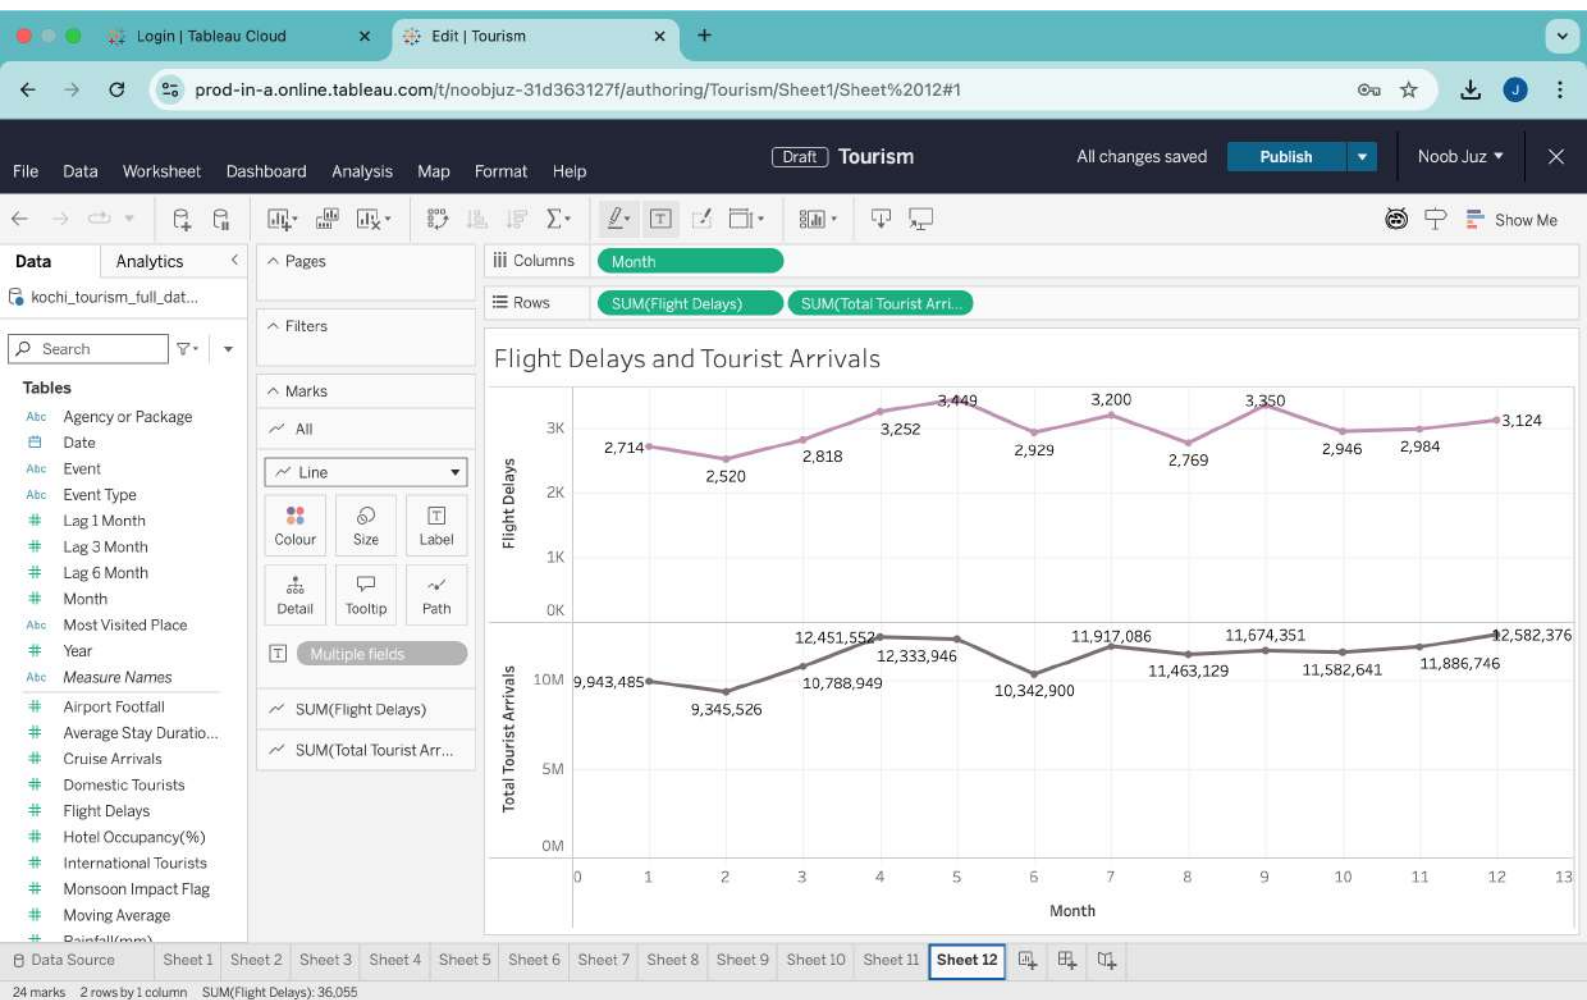 Login | Tableau Cloud
Edit | Tourism
prod-in-a.online.tableau.com/t/noobjuz-31d363127f/authoring/Tourism/Sheet1/Sheet%2012#1
J
Draft Tourism
All changes saved
Publish
Noob Juz
File Data Worksheet Dashboard Analysis Map Format Help
Show Me
Data Analytics
kochi_tourism_full_dat...
Search
Tables
Abc Agency or Package
Date
Abc Event
Abc Event Type
# Lag 1 Month
# Lag 3 Month
# Lag 6 Month
# Month
Abc Most Visited Place
# Year
Abc Measure Names
# Airport Footfall
# Average Stay Duratio...
# Cruise Arrivals
# Domestic Tourists
# Flight Delays
# Hotel Occupancy(%)
# International Tourists
# Monsoon Impact Flag
# Moving Average
# Rainfall(mm)
Pages
Filters
Marks
All
Line
Colour Size Label
Detail Tooltip Path
T Multiple fields
SUM(Flight Delays)
SUM(Total Tourist Arr...
Columns Month
Rows SUM(Flight Delays) SUM(Total Tourist Arri...
Flight Delays and Tourist Arrivals
Flight Delays
3K
2K
1K
0K
2,714
2,520
2,818
3,252
3,449
2,929
3,200
2,769
3,350
2,946
2,984
3,124
Total Tourist Arrivals
10M
5M
0M
9,943,485
9,345,526
10,788,949
12,451,552
12,333,946
10,342,900
11,917,086
11,463,129
11,674,351
11,582,641
11,886,746
12,582,376
0 1 2 3 4 5 6 7 8 9 10 11 12 13
Month
Data Source Sheet 1 Sheet 2 Sheet 3 Sheet 4 Sheet 5 Sheet 6 Sheet 7 Sheet 8 Sheet 9 Sheet 10 Sheet 11 Sheet 12
24 marks 2 rows by 1 column SUM(Flight Delays): 36,055